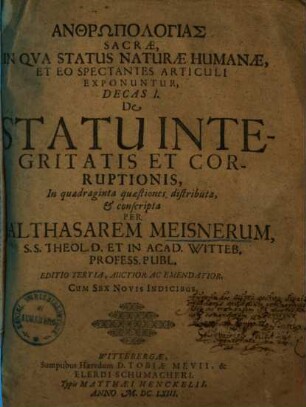 ΑΝΘΡΩΠΟΛΟΓΙΑΣ
SACRÆ,
IN QVA STATUS NATURÆ HUMANÆ,
ET EO SPECTANTES ARTICULI
EXPONUNTUR,
DECAS I.
De
STATU INTE-
GRITATIS ET COR-
RUPTIONIS,
In quadraginta quæstiones distributa,
& conscripta
PER
ALTHASAREM MEISNERUM,
S.S. THEOL. D. ET IN ACAD. WITTEB.
PROFESS. PUBL.
EDITIO TERTIA, AUCTIOR AC EMENDATIOR.
CUM SEX NOVIS INDICIBUS.
WITTEBERGÆ,
Sumptibus Hæredum D. TOBIÆ MEVII, &
ELERDI SCHUMACHERI.
Typis MATTHÆI HENCKELII.
ANNO M. DC. LXIII.